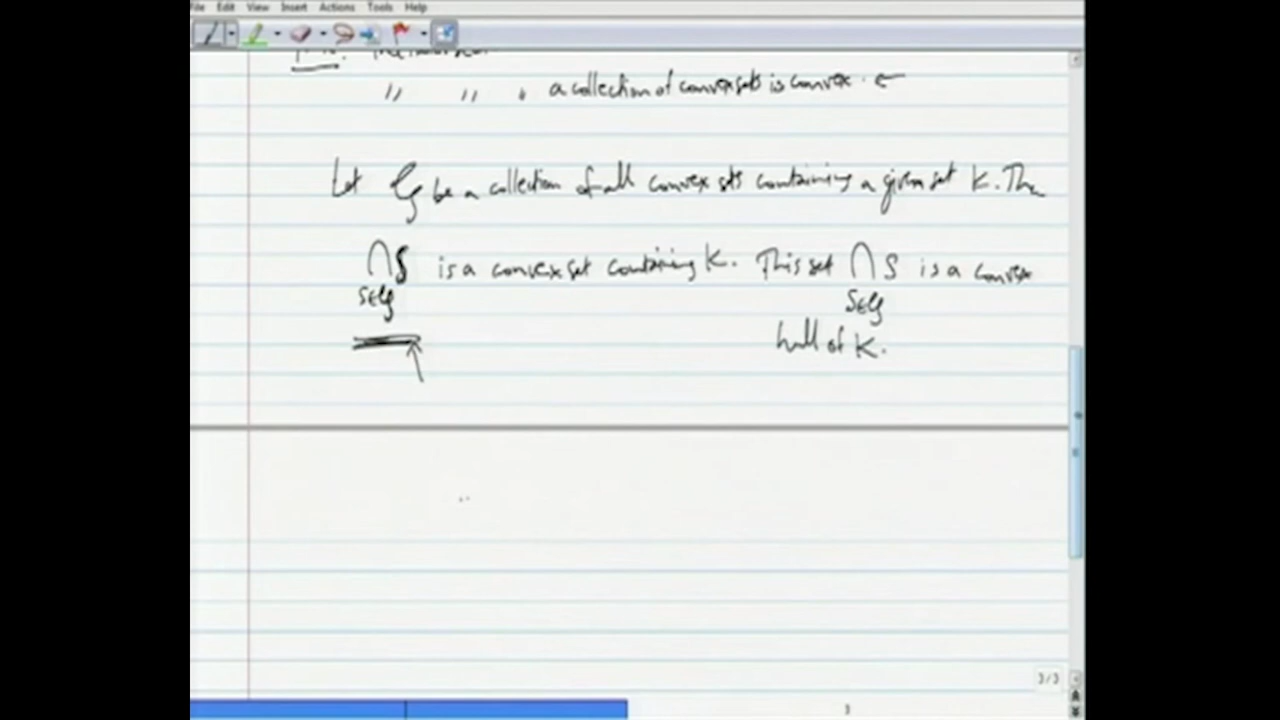 File Edit View Insert Actions Tools Help
" " " a collection of convex sets is convex. ←
Let 𝒢 be a collection of all convex sets containing a given set K. The
∩ S is a convex set containing K. This set ∩ S is a convex
S∈𝒢 S∈𝒢
hull of K.
3/3
3